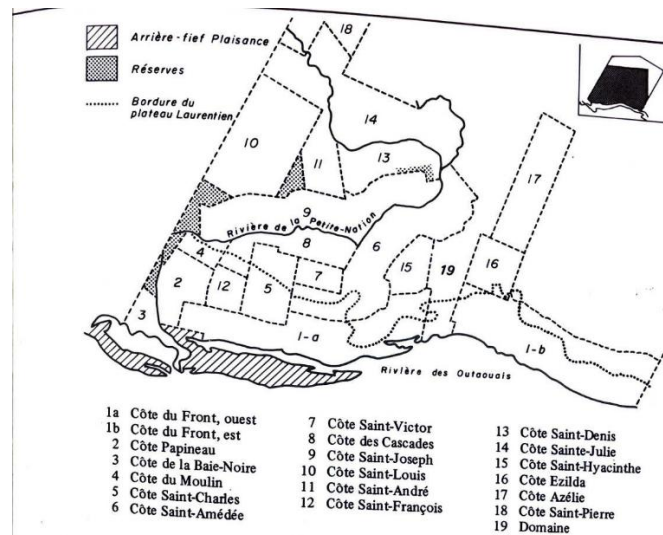 Arrière-fief Plaisance
Réserves
Bordure du
plateau Laurentien
18
14
10
11
13
17
9
Rivière de la Petite-Nation
8
6
4
2
12
5
7
15
19
16
3
1-a
1-b
Rivière des Outaouais
1a Côte du Front, ouest
1b Côte du Front, est
2 Côte Papineau
3 Côte de la Baie-Noire
4 Côte du Moulin
5 Côte Saint-Charles
6 Côte Saint-Amédée
7 Côte Saint-Victor
8 Côte des Cascades
9 Côte Saint-Joseph
10 Côte Saint-Louis
11 Côte Saint-André
12 Côte Saint-François
13 Côte Saint-Denis
14 Côte Sainte-Julie
15 Côte Saint-Hyacinthe
16 Côte Ezilda
17 Côte Azélie
18 Côte Saint-Pierre
19 Domaine